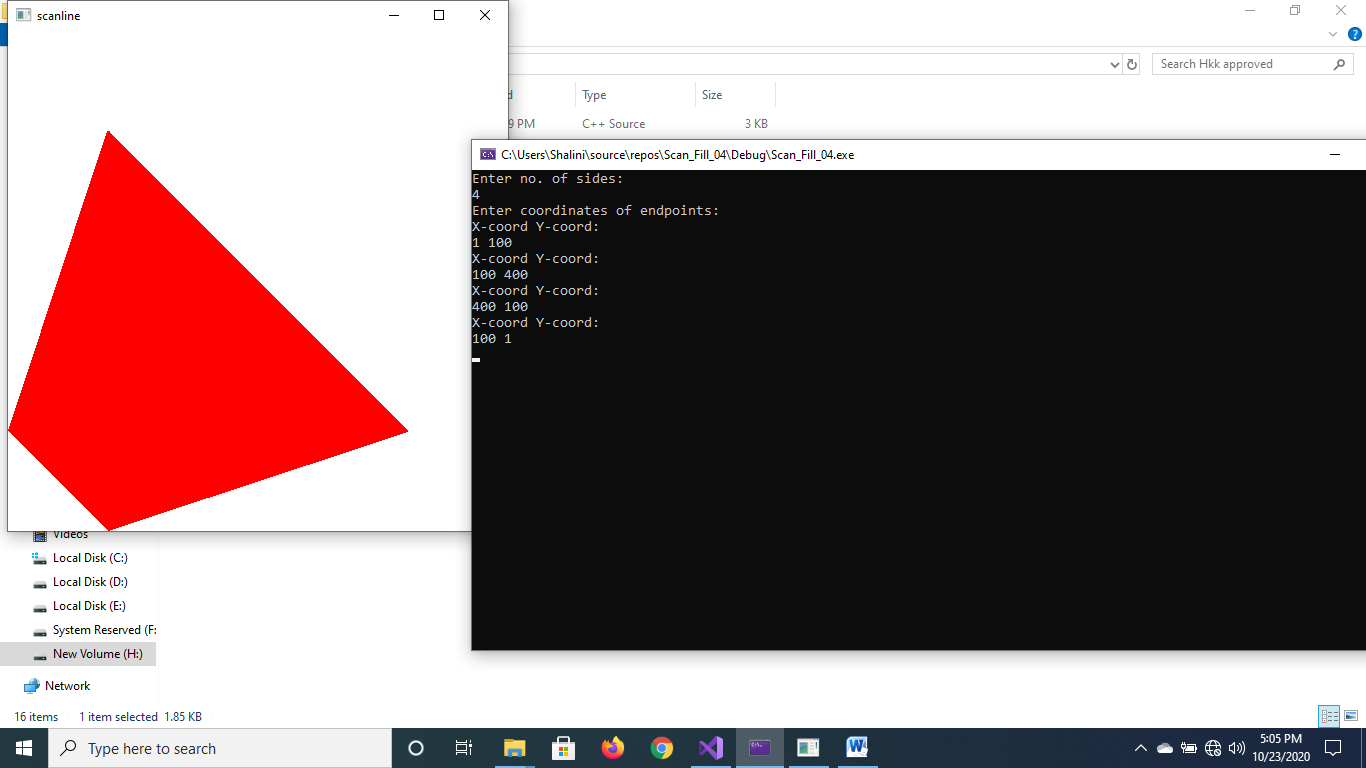 scanline
Search Hkk approved
d Type Size
9 PM C++ Source 3 KB
C:\Users\Shalini\source\repos\Scan_Fill_04\Debug\Scan_Fill_04.exe
Enter no. of sides:
4
Enter coordinates of endpoints:
X-coord Y-coord:
1 100
X-coord Y-coord:
100 400
X-coord Y-coord:
400 100
X-coord Y-coord:
100 1
Videos
Local Disk (C:)
Local Disk (D:)
Local Disk (E:)
System Reserved (F:
New Volume (H:)
Network
16 items 1 item selected 1.85 KB
Type here to search
5:05 PM
10/23/2020